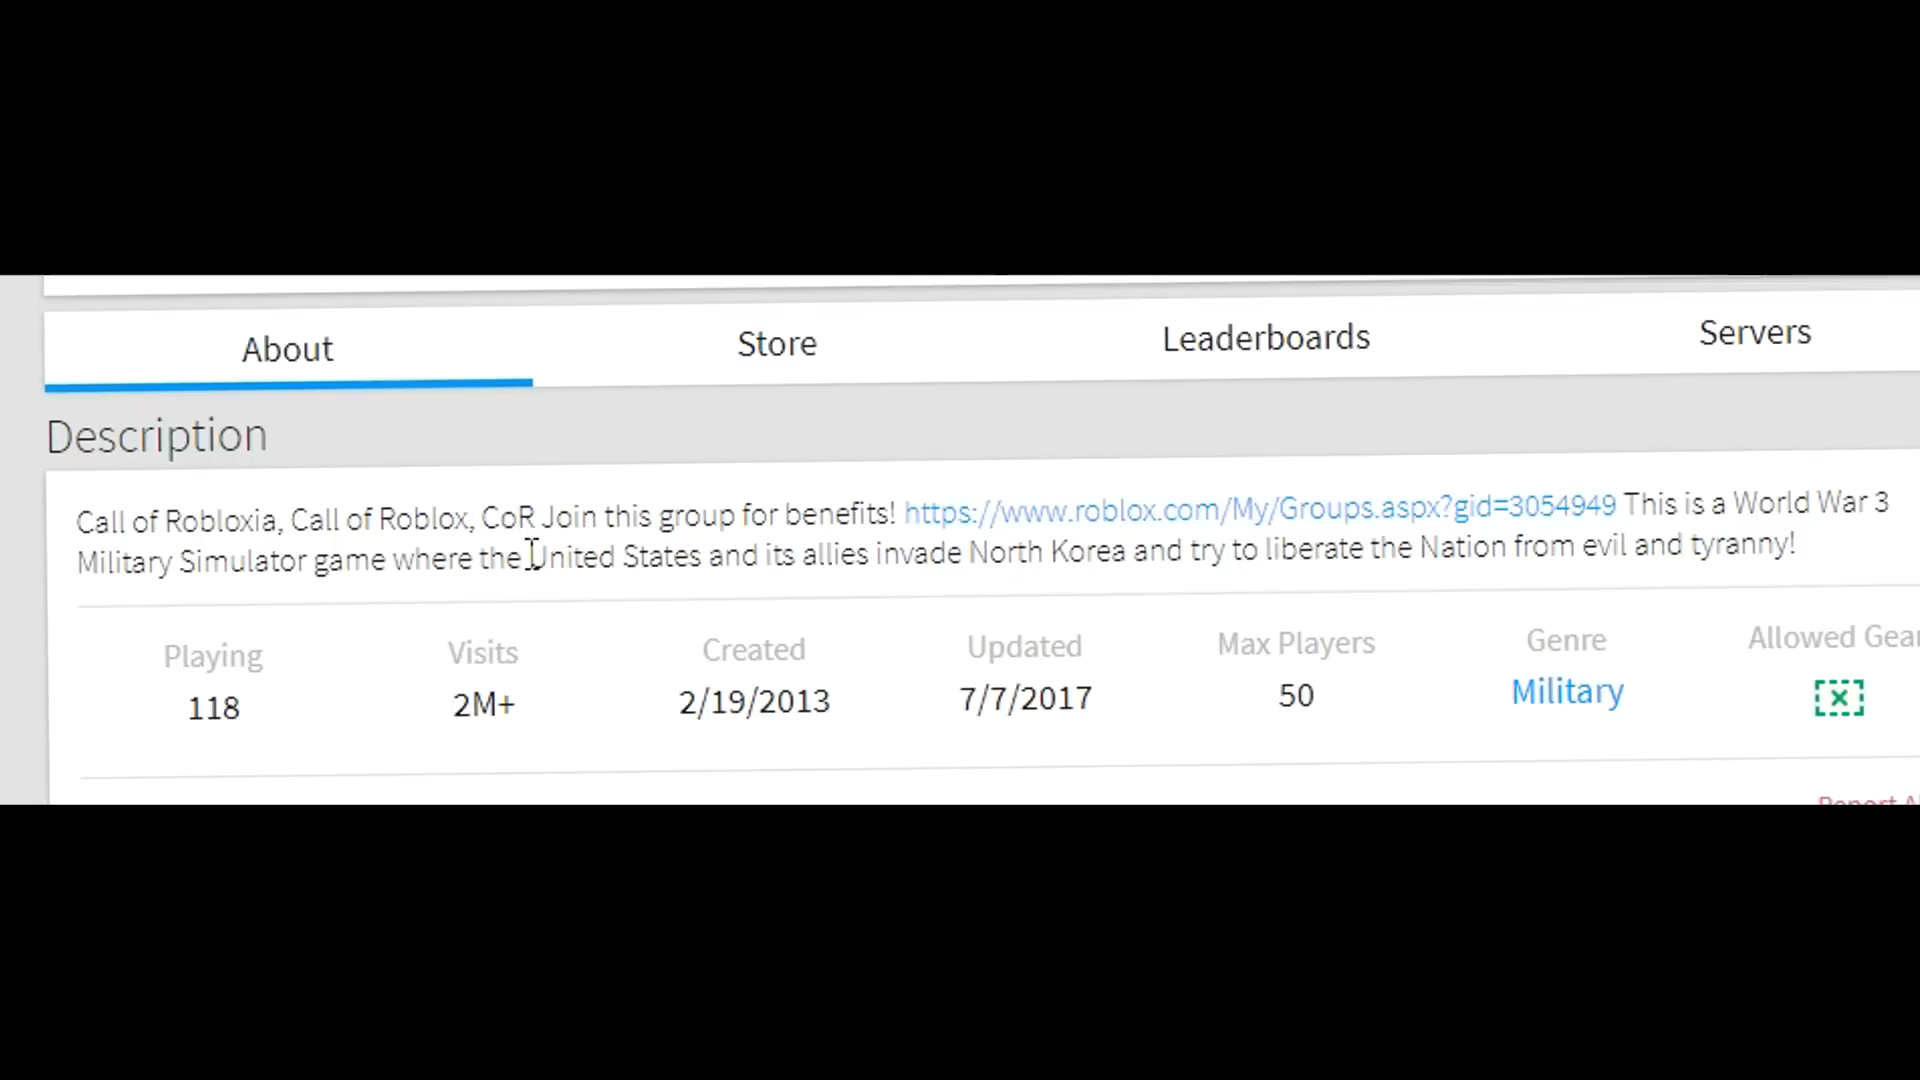 About Store Leaderboards Servers
Description
Call of Robloxia, Call of Roblox, CoR Join this group for benefits! https://www.roblox.com/My/Groups.aspx?gid=3054949 This is a World War 3
Military Simulator game where the United States and its allies invade North Korea and try to liberate the Nation from evil and tyranny!
Playing Visits Created Updated Max Players Genre Allowed Gear
118 2M+ 2/19/2013 7/7/2017 50 Military